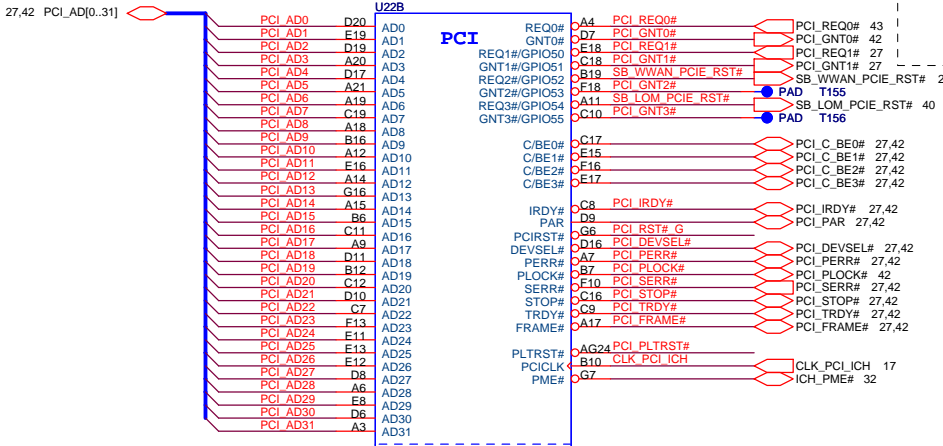 27,42 PCI_AD[0..31]
U22B
PCI
PCI_AD0 D20 AD0
PCI_AD1 E19 AD1
PCI_AD2 D19 AD2
PCI_AD3 A20 AD3
PCI_AD4 D17 AD4
PCI_AD5 A21 AD5
PCI_AD6 A19 AD6
PCI_AD7 C19 AD7
PCI_AD8 A18 AD8
PCI_AD9 B16 AD9
PCI_AD10 A12 AD10
PCI_AD11 E16 AD11
PCI_AD12 A14 AD12
PCI_AD13 G16 AD13
PCI_AD14 A15 AD14
PCI_AD15 B6 AD15
PCI_AD16 C11 AD16
PCI_AD17 A9 AD17
PCI_AD18 D11 AD18
PCI_AD19 B12 AD19
PCI_AD20 C12 AD20
PCI_AD21 D10 AD21
PCI_AD22 C7 AD22
PCI_AD23 F13 AD23
PCI_AD24 E11 AD24
PCI_AD25 E13 AD25
PCI_AD26 E12 AD26
PCI_AD27 D8 AD27
PCI_AD28 A6 AD28
PCI_AD29 E8 AD29
PCI_AD30 D6 AD30
PCI_AD31 A3 AD31
REQ0# A4 PCI_REQ0# PCI_REQ0# 43
GNT0# D7 PCI_GNT0# PCI_GNT0# 42
REQ1#/GPIO50 E18 PCI_REQ1# PCI_REQ1# 27
GNT1#/GPIO51 C18 PCI_GNT1# PCI_GNT1# 27
REQ2#/GPIO52 B19 SB_WWAN_PCIE_RST# SB_WWAN_PCIE_RST# 2
GNT2#/GPIO53 F18 PCI_GNT2# PAD T155
REQ3#/GPIO54 A11 SB_LOM_PCIE_RST# SB_LOM_PCIE_RST# 40
GNT3#/GPIO55 C10 PCI_GNT3# PAD T156
C/BE0# C17 PCI_C_BE0# 27,42
C/BE1# E15 PCI_C_BE1# 27,42
C/BE2# F16 PCI_C_BE2# 27,42
C/BE3# E17 PCI_C_BE3# 27,42
IRDY# C8 PCI_IRDY# PCI_IRDY# 27,42
PAR D9 PCI_PAR 27,42
PCIRST# G6 PCI_RST#_G
DEVSEL# D16 PCI_DEVSEL# PCI_DEVSEL# 27,42
PERR# A7 PCI_PERR# PCI_PERR# 27,42
PLOCK# B7 PCI_PLOCK# PCI_PLOCK# 42
SERR# F10 PCI_SERR# PCI_SERR# 27,42
STOP# C16 PCI_STOP# PCI_STOP# 27,42
TRDY# C9 PCI_TRDY# PCI_TRDY# 27,42
FRAME# A17 PCI_FRAME# PCI_FRAME# 27,42
PLTRST# AG24 PCI_PLTRST#
PCICLK B10 CLK_PCI_ICH CLK_PCI_ICH 17
PME# G7 ICH_PME# 32